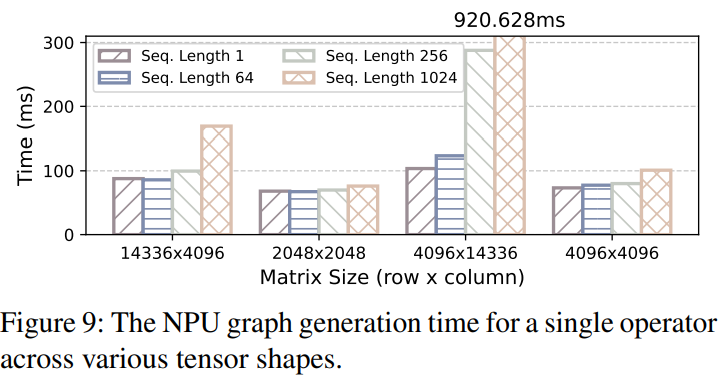 920.628ms
300
200
100
0
Time (ms)
Seq. Length 1
Seq. Length 64
Seq. Length 256
Seq. Length 1024
14336x4096
2048x2048
4096x14336
4096x4096
Matrix Size (row x column)
Figure 9: The NPU graph generation time for a single operator
across various tensor shapes.